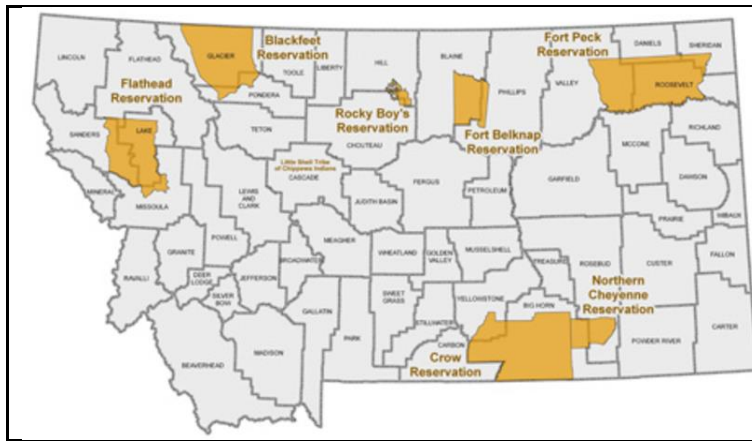 LINCOLN
FLATHEAD
GLACIER
Blackfeet
Reservation
TOOLE
LIBERTY
HILL
BLAINE
PHILLIPS
VALLEY
Fort Peck
Reservation
DANIELS
SHERIDAN
ROOSEVELT
Flathead
Reservation
PONDERA
Rocky Boy's
Reservation
SANDERS
LAKE
TETON
CHOUTEAU
Fort Belknap
Reservation
RICHLAND
MCCONE
Little Shell Tribe
of Chippewa Indians
CASCADE
MINERAL
MISSOULA
LEWIS
AND
CLARK
FERGUS
PETROLEUM
GARFIELD
DAWSON
JUDITH BASIN
PRAIRIE
WIBAUX
POWELL
GRANITE
MEAGHER
WHEATLAND
GOLDEN
VALLEY
MUSSELSHELL
TREASURE
ROSEBUD
CUSTER
FALLON
RAVALLI
DEER
LODGE
JEFFERSON
BROADWATER
SILVER
BOW
GALLATIN
PARK
SWEET
GRASS
STILLWATER
YELLOWSTONE
BIG HORN
Northern
Cheyenne
Reservation
CARTER
POWDER RIVER
CARBON
Crow
Reservation
MADISON
BEAVERHEAD